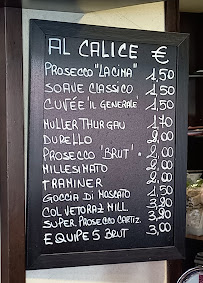 AL CALICE €
PROSECCO "LA CIMA" 1,50
SOAVE CLASSICO 1,50
CUVÉE 'IL GENERALE' 1,50
MULLER THURGAU 1,70
DURELLO 2,00
PROSECCO 'BRUT' 2,00
MILLESIMATO 2,00
TRAMINER 2,00
GOCCIA DI MOSCATO 1,50
COL VETORAZ MILL 3,20
SUPER PROSECCO CARTIZ. 3,90
EQUIPE 5 BRUT 3,00